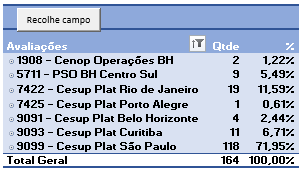 Recolhe campo
Avaliações Qtde %
1908 - Cenop Operações BH 2 1,22%
5711 - PSO BH Centro Sul 9 5,49%
7422 - Cesup Plat Rio de Janeiro 19 11,59%
7425 - Cesup Plat Porto Alegre 1 0,61%
9091 - Cesup Plat Belo Horizonte 4 2,44%
9093 - Cesup Plat Curitiba 11 6,71%
9099 - Cesup Plat São Paulo 118 71,95%
Total Geral 164 100,00%